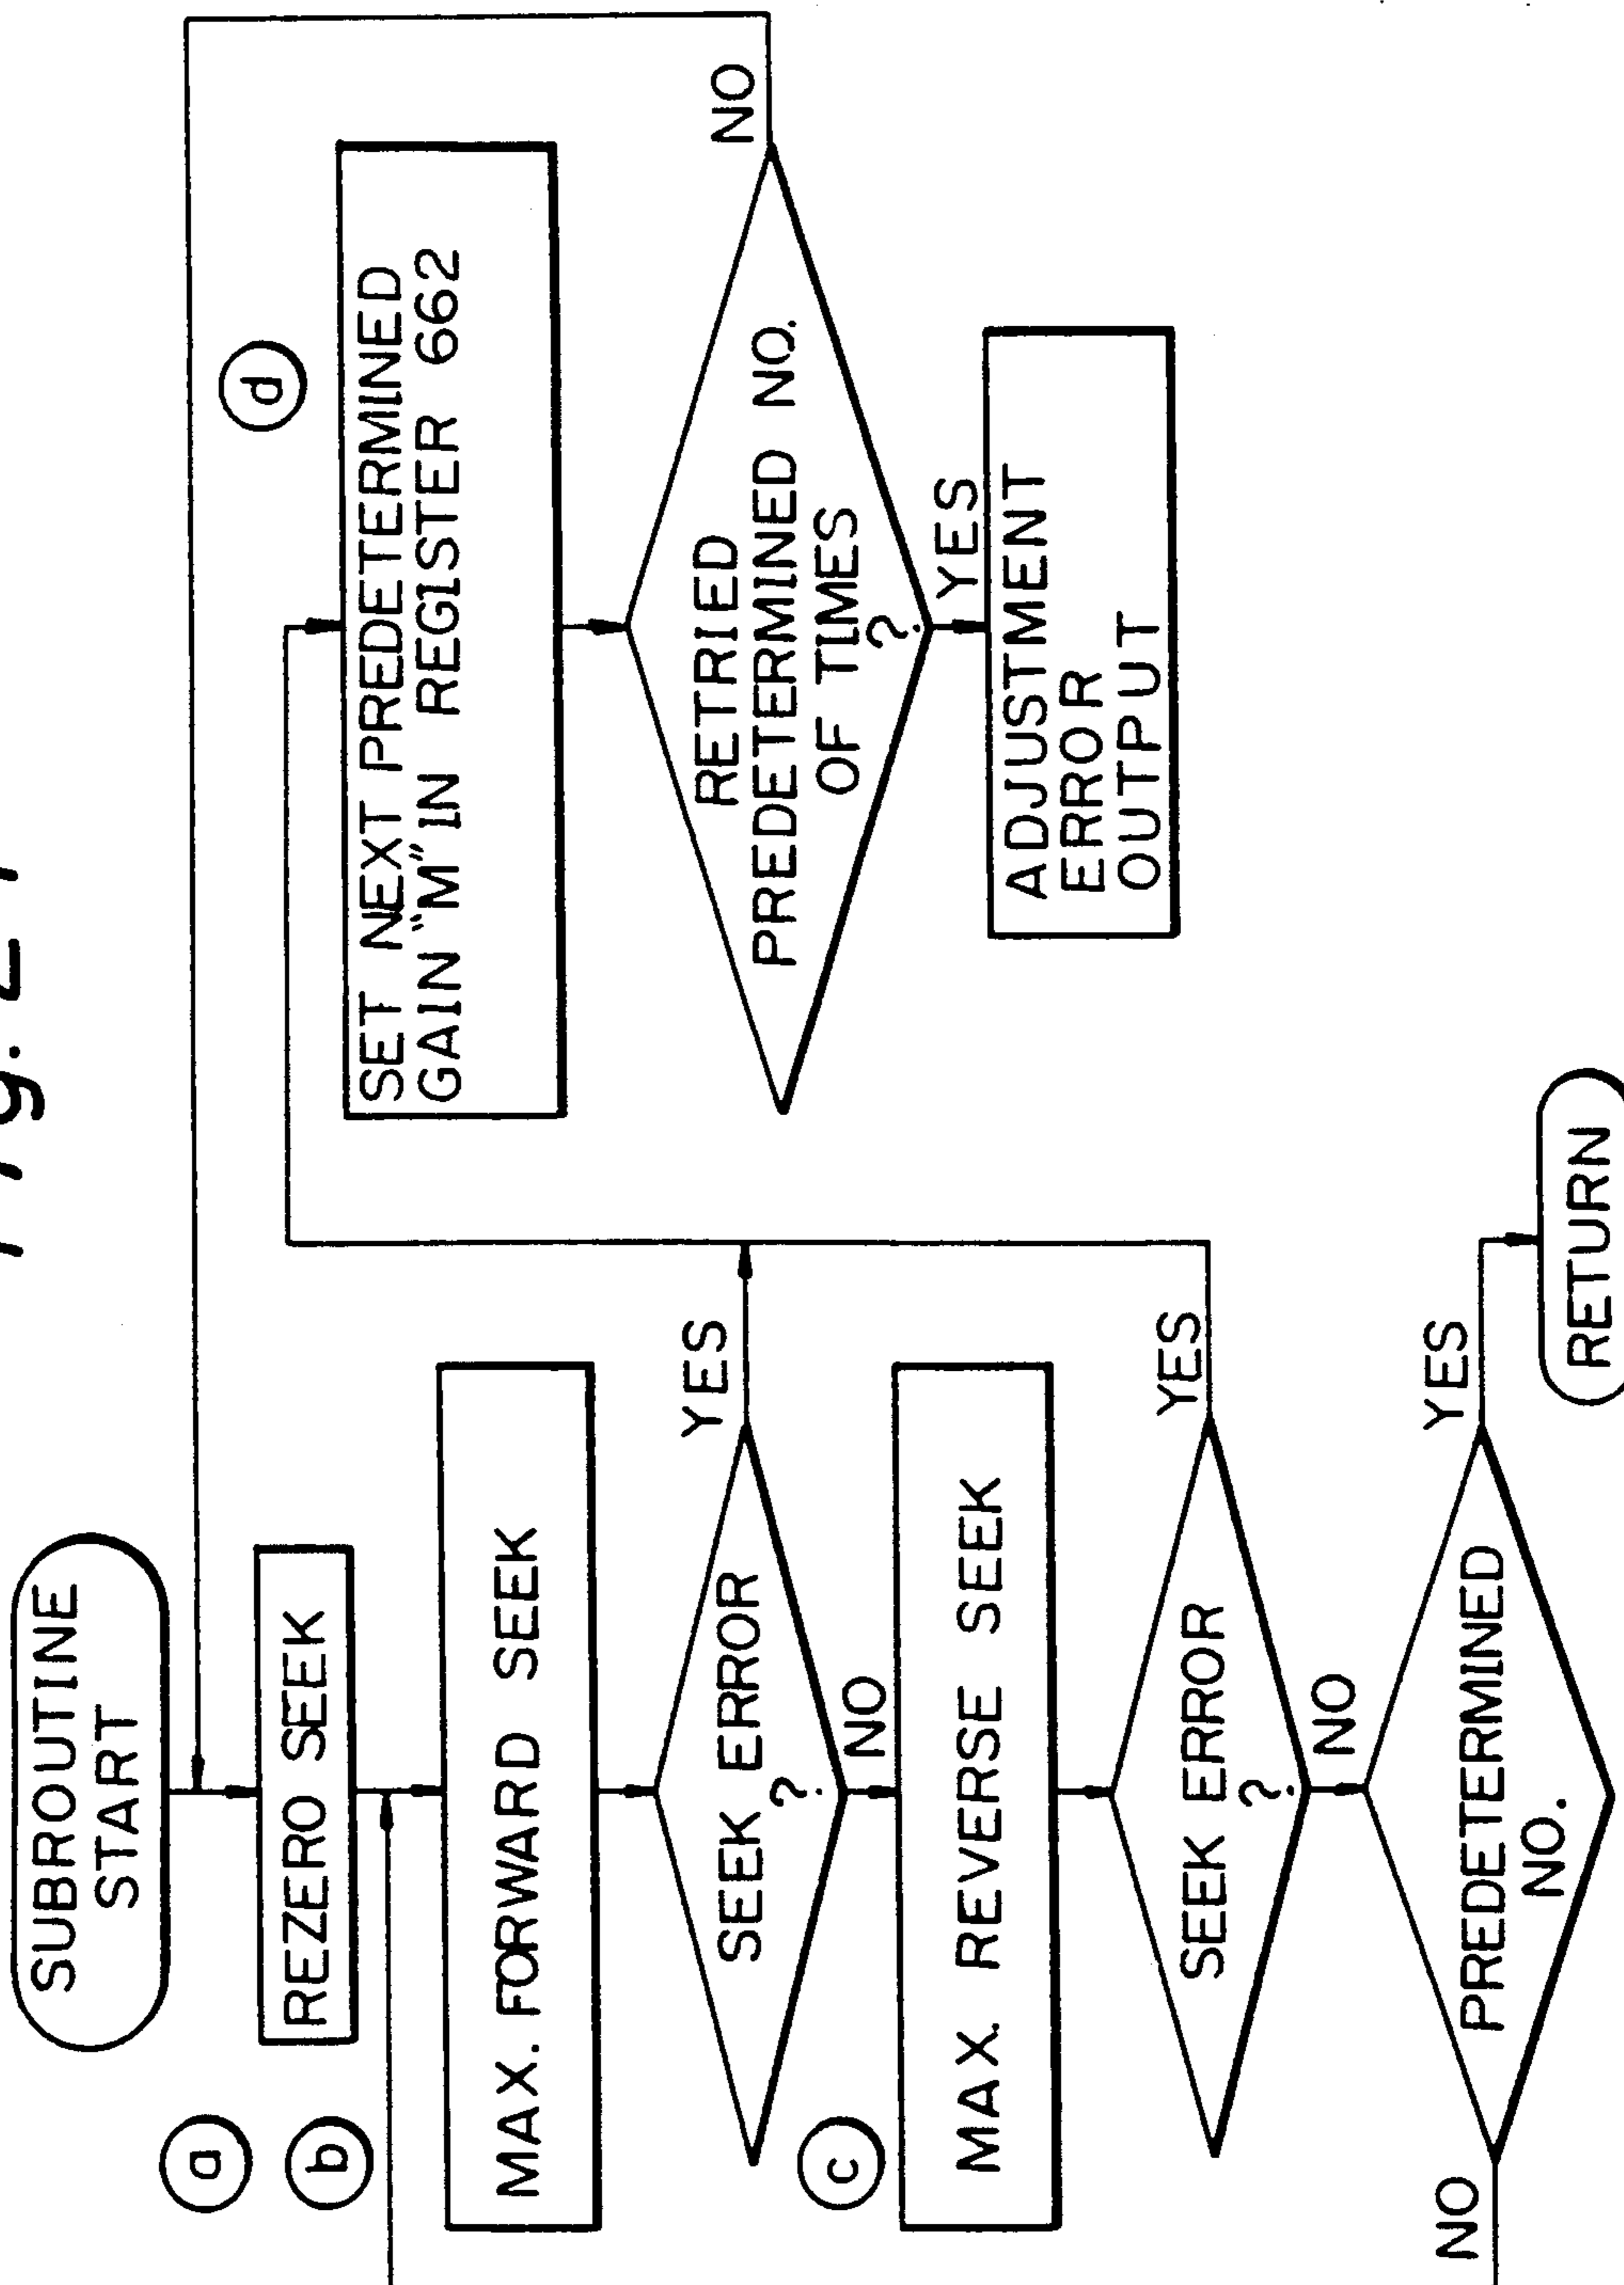 SUBROUTINE
START
a
REZERO SEEK
b
MAX. FORWARD SEEK
SEEK ERROR
?
YES
NO
c
MAX. REVERSE SEEK
SEEK ERROR
?
YES
NO
PREDETERMINED
NO.
YES
NO
RETURN
d
SET NEXT PREDETERMINED
GAIN "M" IN REGISTER 662
RETRIED
PREDETERMINED NO.
OF TIMES
?
NO
YES
ADJUSTMENT
ERROR
OUTPUT